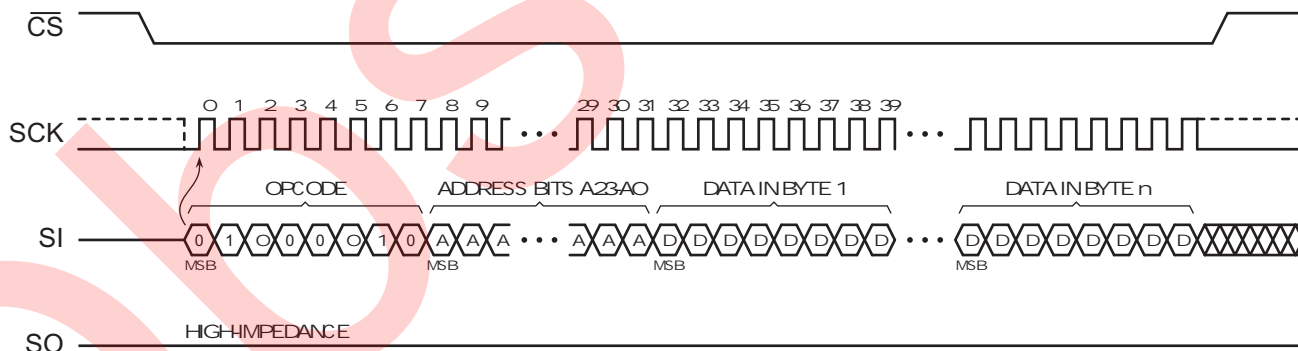 CS
0 1 2 3 4 5 6 7 8 9 29 30 31 32 33 34 35 36 37 38 39
SCK
OPCODE ADDRESS BITS A23-A0 DATA IN BYTE 1 DATA IN BYTE n
SI 0 1 0 0 0 0 1 0 A A A A A A D D D D D D D D D D D D D D D D
MSB MSB MSB MSB
HIGH-IMPEDANCE
SO